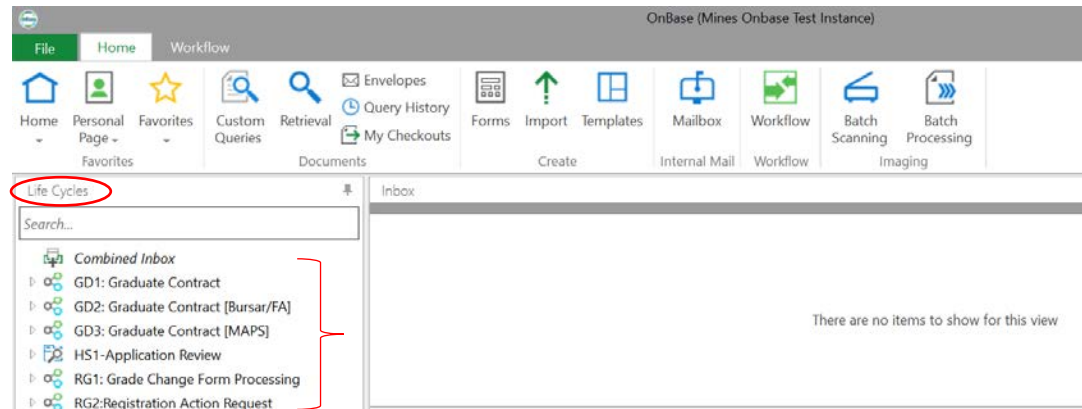 OnBase (Mines Onbase Test Instance)
File Home Workflow
Home Personal Page Favorites Custom Queries Retrieval Envelopes Query History My Checkouts Forms Import Templates Mailbox Workflow Batch Scanning Batch Processing
Favorites Documents Create Internal Mail Workflow Imaging
Life Cycles Inbox
Search...
Combined Inbox
GD1: Graduate Contract
GD2: Graduate Contract [Bursar/FA]
GD3: Graduate Contract [MAPS]
There are no items to show for this view
HS1-Application Review
RG1: Grade Change Form Processing
RG2:Registration Action Request